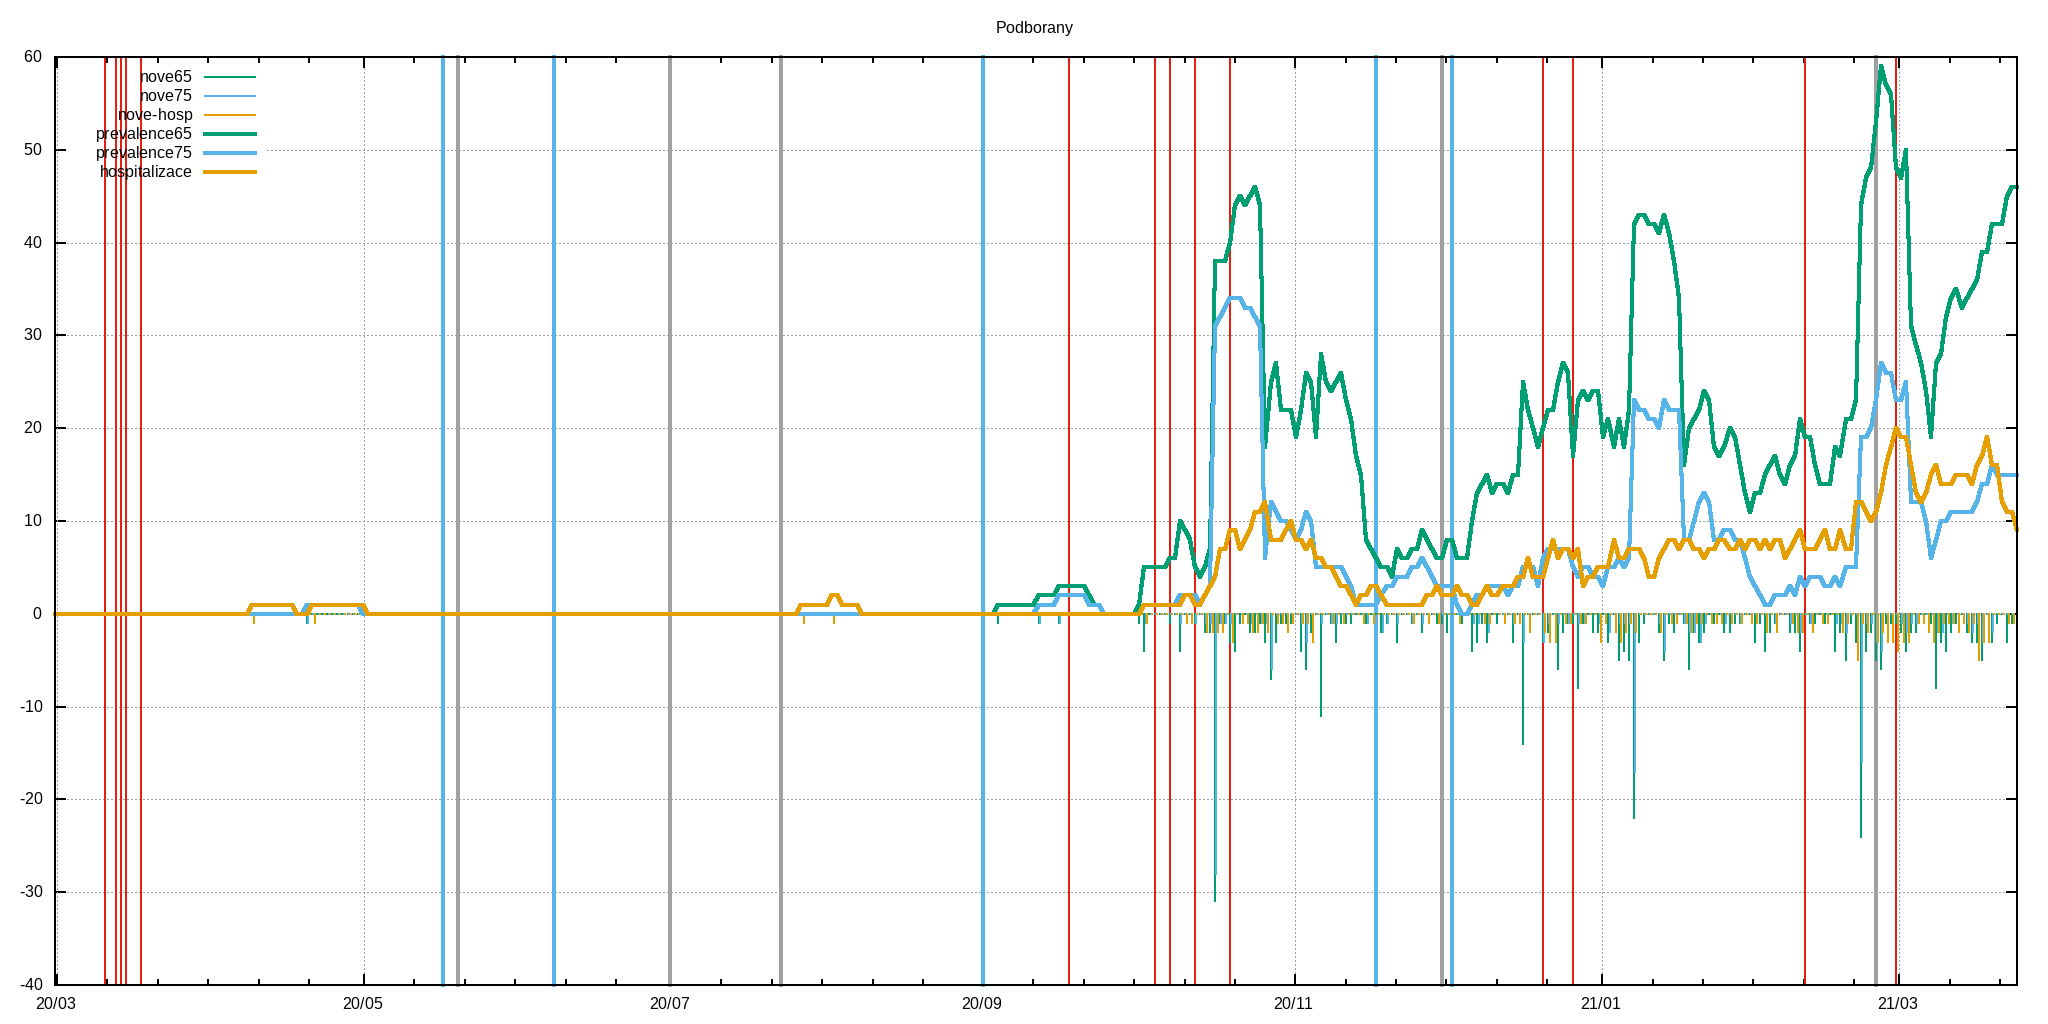 Podborany
60
50
40
30
20
10
0
-10
-20
-30
-40
nove65
nove75
nove-hosp
prevalence65
prevalence75
hospitalizace
20/03 20/05 20/07 20/09 20/11 21/01 21/03